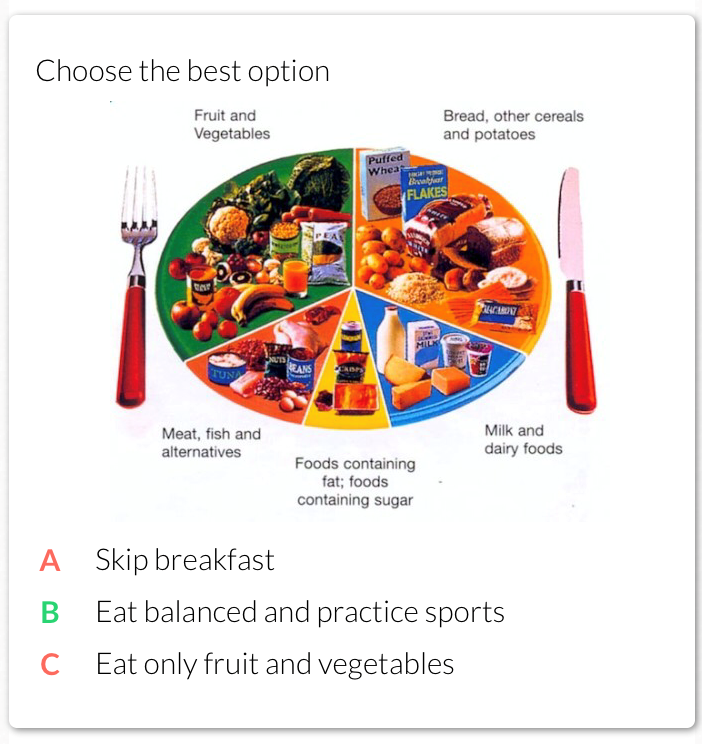 Choose the best option
Fruit and
Vegetables
Bread, other cereals
and potatoes
Puffed
Wheat
Breakfast
FLAKES
PEAS
MACARONI
MILK
TUNA
NUTS
BEANS
CRISPS
Meat, fish and
alternatives
Milk and
dairy foods
Foods containing
fat; foods
containing sugar
A Skip breakfast
B Eat balanced and practice sports
C Eat only fruit and vegetables